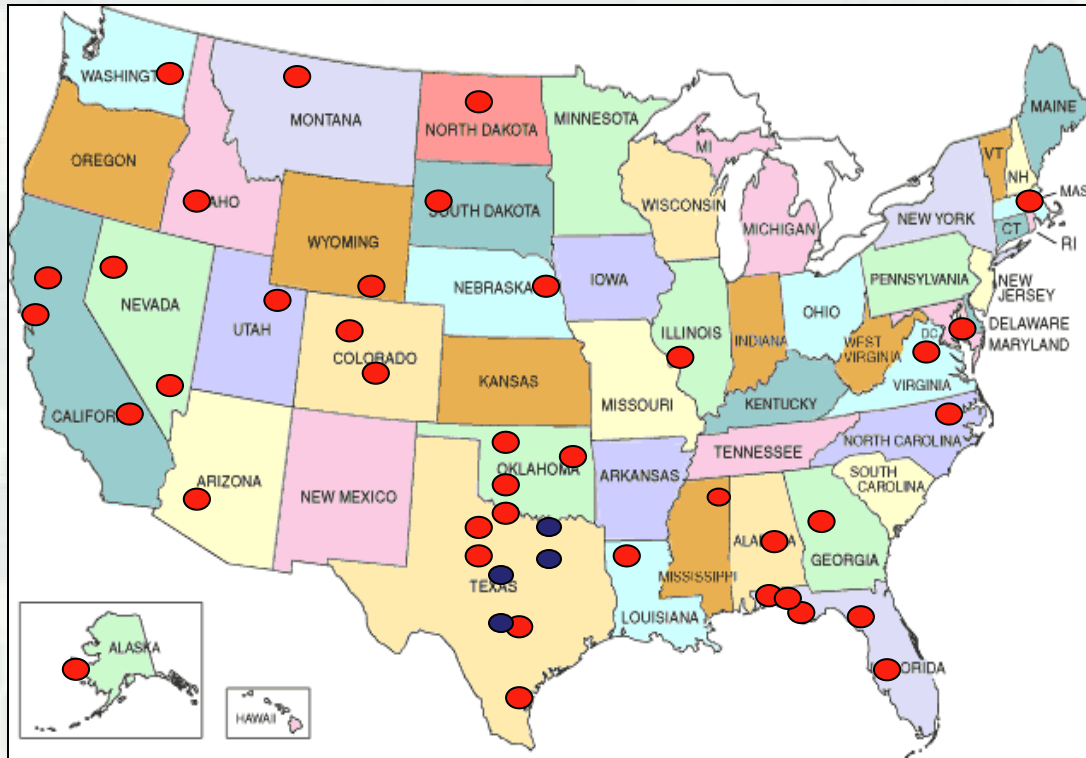 WASHINGT
MONTANA
NORTH DAKOTA
MINNESOTA
MAINE
OREGON
MI
VT
NH
MAS
AHO
SOUTH DAKOTA
WISCONSIN
MICHIGAN
NEW YORK
CT
RI
WYOMING
NEVADA
UTAH
NEBRASKA
IOWA
PENNSYLVANIA
NEW
JERSEY
ILLINOIS
INDIANA
OHIO
WEST
VIRGINIA
DC
DELAWARE
MARYLAND
COLORADO
KANSAS
MISSOURI
KENTUCKY
VIRGINIA
CALIFOR
ARIZONA
NEW MEXICO
OKLAHOMA
ARKANSAS
TENNESSEE
NORTH CAROLINA
SOUTH
CAROLINA
TEXAS
LOUISIANA
MISSISSIPPI
GEORGIA
ORIDA
ALASKA
HAWAII